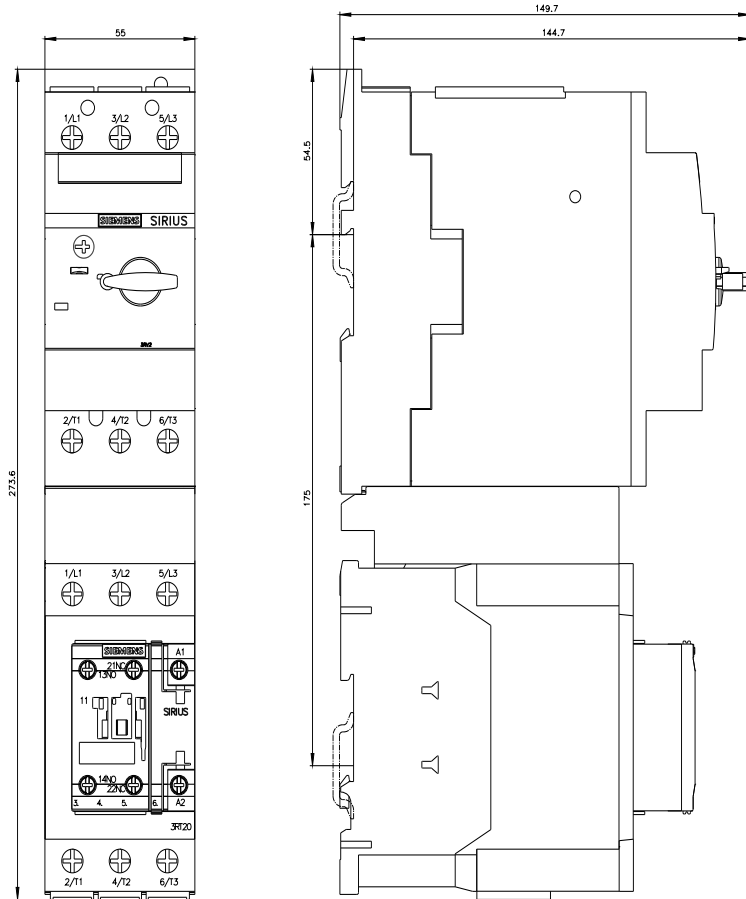 149.7
55
144.7
1/L1 3/L2 5/L3
54.5
SIEMENS SIRIUS
3RV2
2/T1 4/T2 6/T3
273.6
175
1/L1 3/L2 5/L3
SIEMENS A1
21NC
13NO
11
SIRIUS
14NO
22NC
3. 4. 5. 6. A2
3RT20
2/T1 4/T2 6/T3